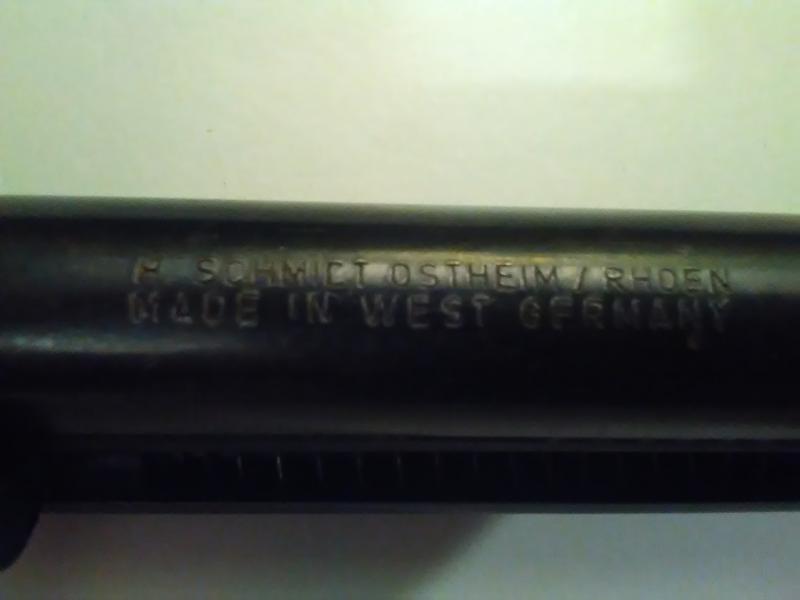 H. SCHMIDT OSTHEIM / RHOEN
MADE IN WEST GERMANY